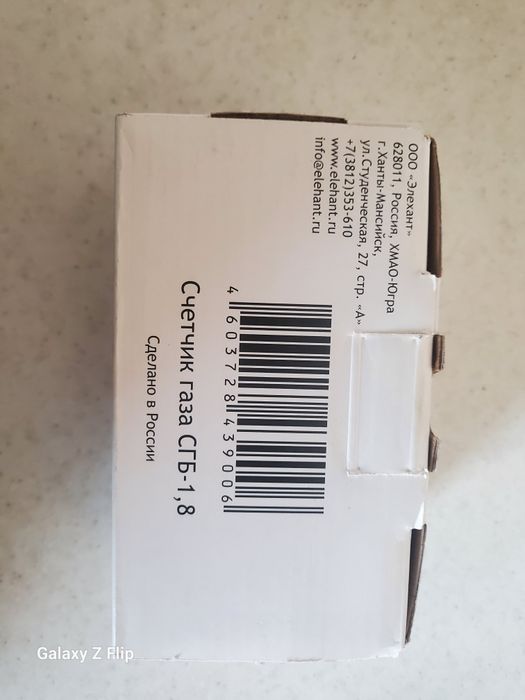 ООО «Элехант»
628011, Россия, ХМАО-Югра
г.Ханты-Мансийск,
ул.Студенческая, 27, стр. «А»
+7(3812)353-610
www.elehant.ru
info@elehant.ru
4 603728 439006
Счетчик газа СГБ-1,8
Сделано в России
Galaxy Z Flip